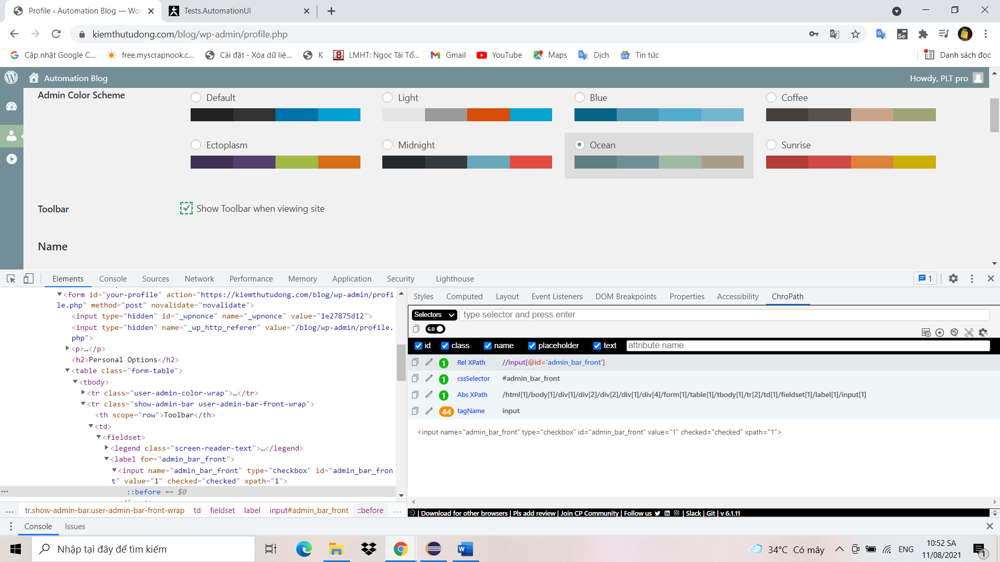 Profile ‹ Automation Blog — Wor
Tests.AutomationUI
kiemthutudong.com/blog/wp-admin/profile.php
Cập nhật Google C...
free.myscrapnook.c...
Cài đặt - Xóa dữ liệ...
K
LMHT: Ngọc Tái Tổ...
Gmail
YouTube
Maps
Dịch
Tin tức
Danh sách đọc
Automation Blog
Howdy, PLT pro
Admin Color Scheme
Default
Light
Blue
Coffee
Ectoplasm
Midnight
Ocean
Sunrise
Toolbar
Show Toolbar when viewing site
Name
Elements Console Sources Network Performance Memory Application Security Lighthouse
1
<form id="your-profile" action="https://kiemthutudong.com/blog/wp-admin/profi
le.php" method="post" novalidate="novalidate">
<input type="hidden" id="_wpnonce" name="_wpnonce" value="1e27875d12">
<input type="hidden" name="_wp_http_referer" value="/blog/wp-admin/profile.
php">
<p>…</p>
<h2>Personal Options</h2>
<table class="form-table">
<tbody>
<tr class="user-admin-color-wrap">…</tr>
<tr class="show-admin-bar user-admin-bar-front-wrap">
<th scope="row">Toolbar</th>
<td>
<fieldset>
<legend class="screen-reader-text">…</legend>
<label for="admin_bar_front">
<input name="admin_bar_front" type="checkbox" id="admin_bar_fron
t" value="1" checked="checked" xpath="1">
::before == $0
... tr.show-admin-bar.user-admin-bar-front-wrap td fieldset label input#admin_bar_front ::before ...
Styles Computed Layout Event Listeners DOM Breakpoints Properties Accessibility ChroPath
Selectors
type selector and press enter
6.0
id class name placeholder text
attribute name
1 Rel XPath //input[@id='admin_bar_front']
1 cssSelector #admin_bar_front
1 Abs XPath /html[1]/body[1]/div[1]/div[2]/div[2]/div[1]/div[4]/form[1]/table[1]/tbody[1]/tr[2]/td[1]/fieldset[1]/label[1]/input[1]
44 tagName input
<input name="admin_bar_front" type="checkbox" id="admin_bar_front" value="1" checked="checked" xpath="1">
| Download for other browsers | Pls add review | Join CP Community | Follow us | Slack | Git | v 6.1.11
Console Issues
Nhập tại đây để tìm kiếm
34°C Có mây
ENG
10:52 SA
11/08/2021
1